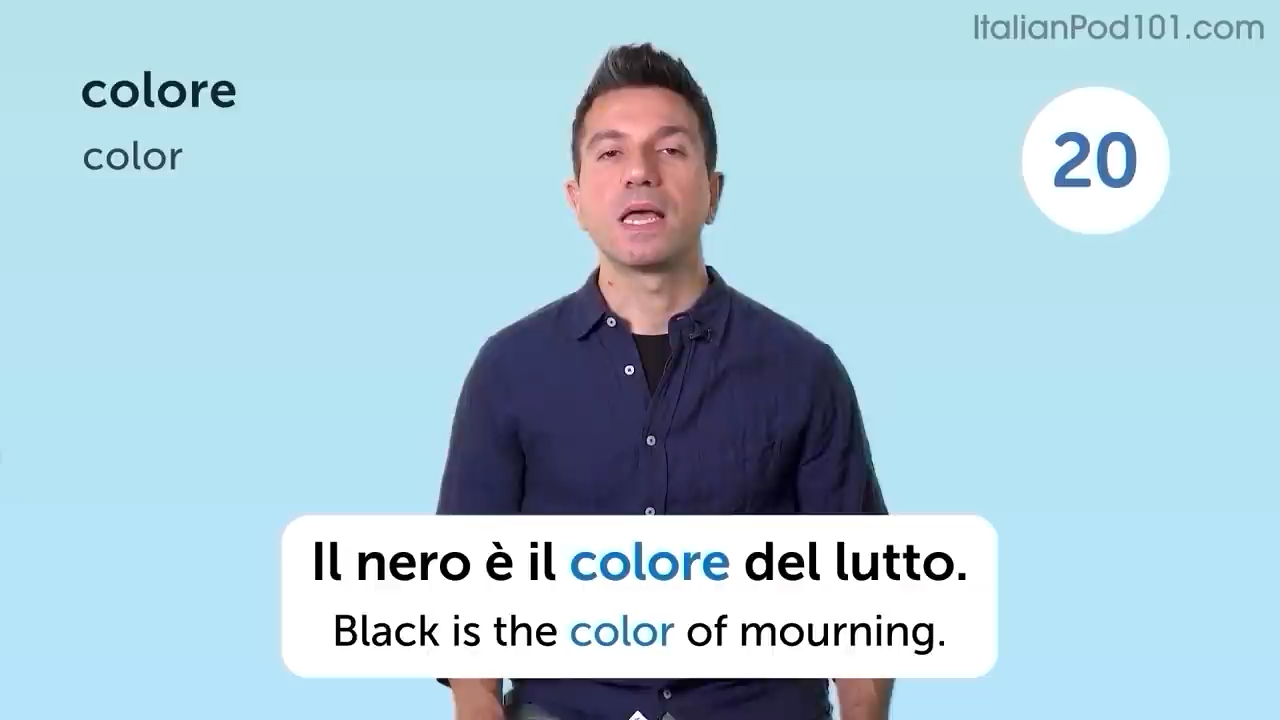 ItalianPod101.com
colore
color
20
Il nero è il colore del lutto.
Black is the color of mourning.